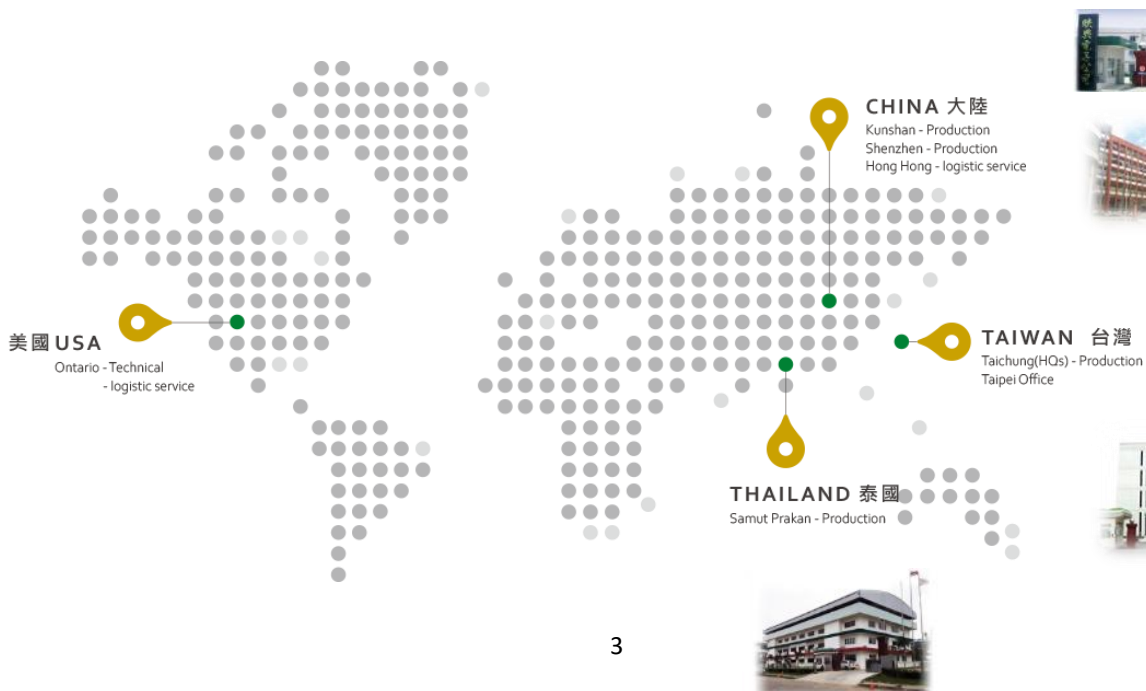 CHINA 大陸
Kunshan - Production
Shenzhen - Production
Hong Hong - logistic service
美國 USA
Ontario - Technical
- logistic service
TAIWAN 台灣
Taichung(HQs) - Production
Taipei Office
THAILAND 泰國
Samut Prakan - Production
3